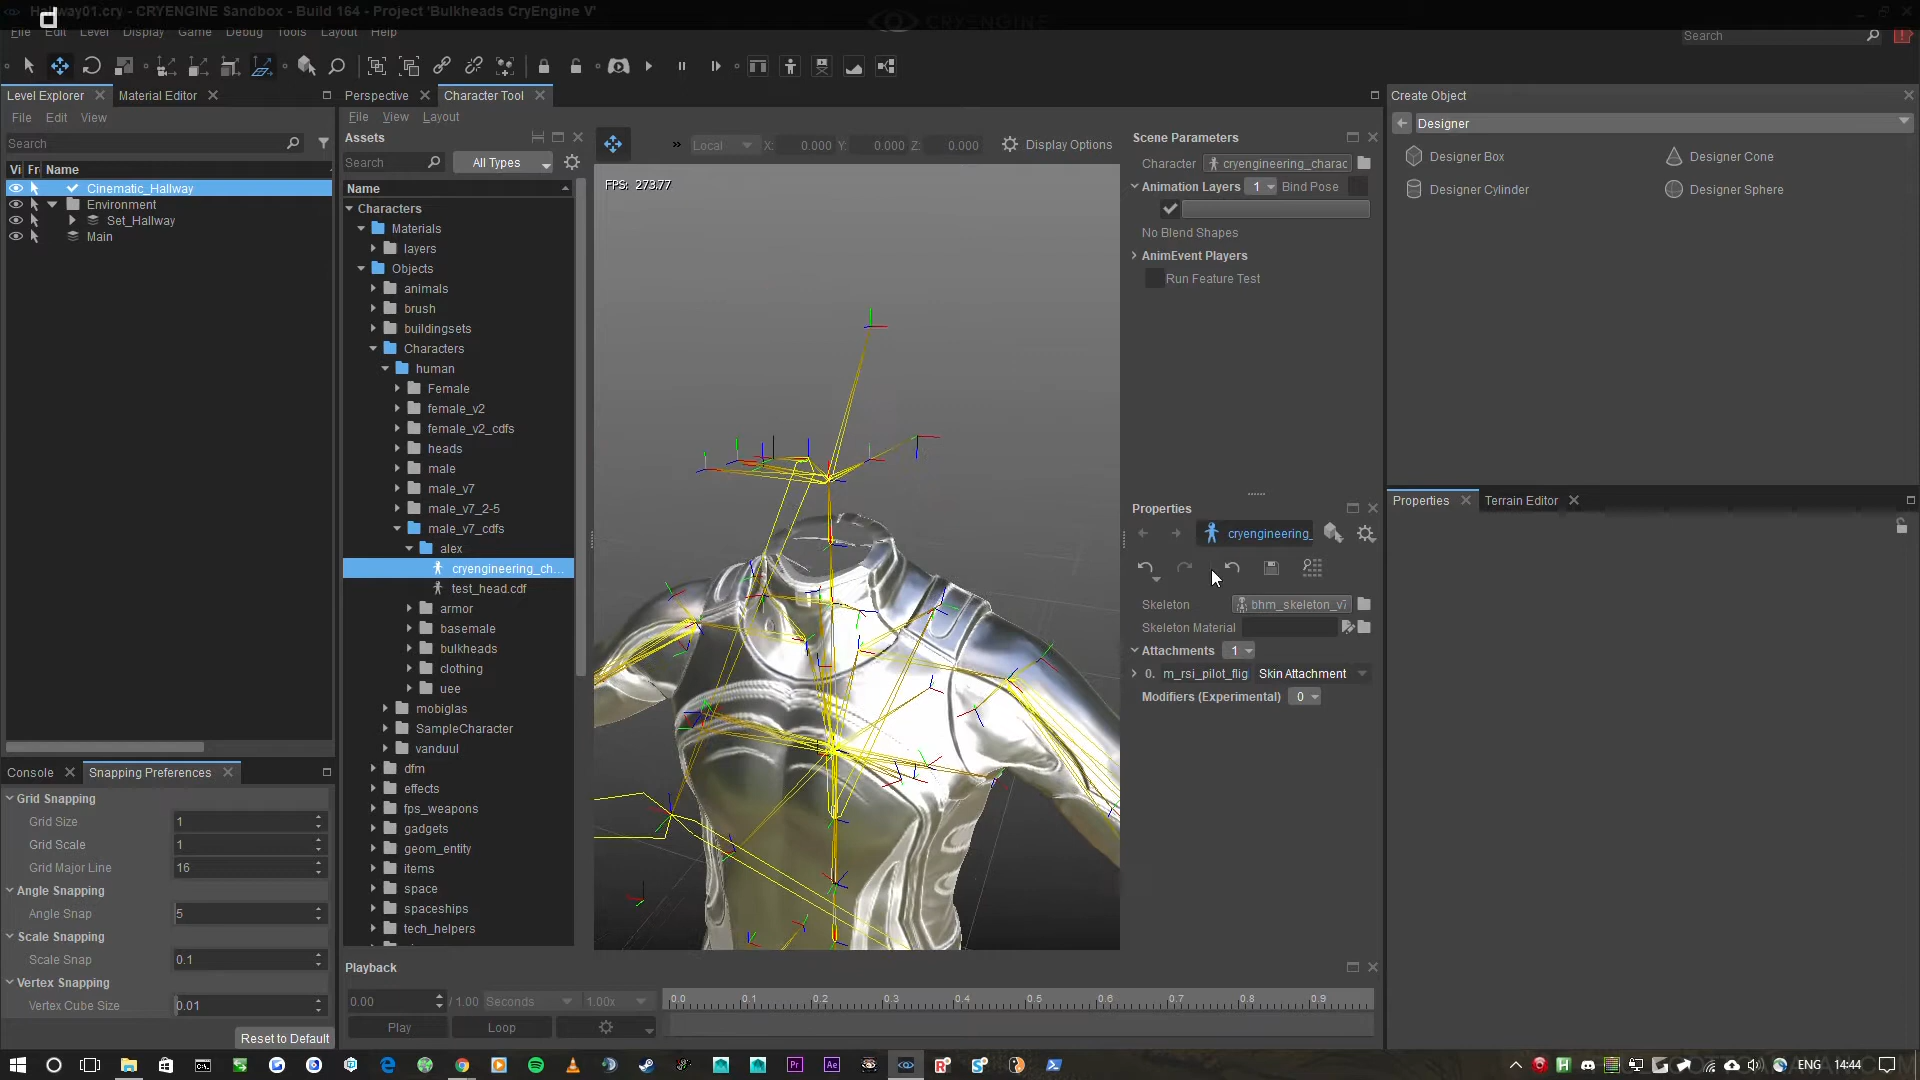 Hallway01.cry - CRYENGINE Sandbox - Build 164 - Project 'Bulkheads CryEngine V'
CRYENGINE
File Edit Level Display Game Debug Tools Layout Help
Search
Level Explorer
Material Editor
File Edit View
Search
Vi Fr Name
Cinematic_Hallway
Environment
Set_Hallway
Main
Console
Snapping Preferences
Grid Snapping
Grid Size 1
Grid Scale 1
Grid Major Line 16
Angle Snapping
Angle Snap 5
Scale Snapping
Scale Snap 0.1
Vertex Snapping
Vertex Cube Size 0.01
Reset to Default
Perspective
Character Tool
File View Layout
Assets
Search
All Types
Name
Characters
Materials
layers
Objects
animals
brush
buildingsets
Characters
human
Female
female_v2
female_v2_cdfs
heads
male
male_v7
male_v7_2-5
male_v7_cdfs
alex
cryengineering_ch...
test_head.cdf
armor
basemale
bulkheads
clothing
uee
mobiglas
SampleCharacter
vanduul
dfm
effects
fps_weapons
gadgets
geom_entity
items
space
spaceships
tech_helpers
» Local X: 0.000 Y: 0.000 Z: 0.000 Display Options
FPS: 273.77
Scene Parameters
Character cryengineering_charac
Animation Layers 1 Bind Pose
No Blend Shapes
AnimEvent Players
Run Feature Test
Properties
cryengineering_
Skeleton bhm_skeleton_v7
Skeleton Material
Attachments 1
0. m_rsi_pilot_flig Skin Attachment
Modifiers (Experimental) 0
Playback
0.00 / 1.00 Seconds 1.00x
0.0 0.1 0.2 0.3 0.4 0.5 0.6 0.7 0.8 0.9
Play Loop
Create Object
Designer
Designer Box
Designer Cone
Designer Cylinder
Designer Sphere
Properties
Terrain Editor
ENG 14:44